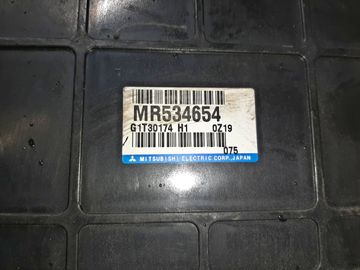 MR534654
G1T30174 H1 0Z19
075
MITSUBISHI ELECTRIC CORP. JAPAN